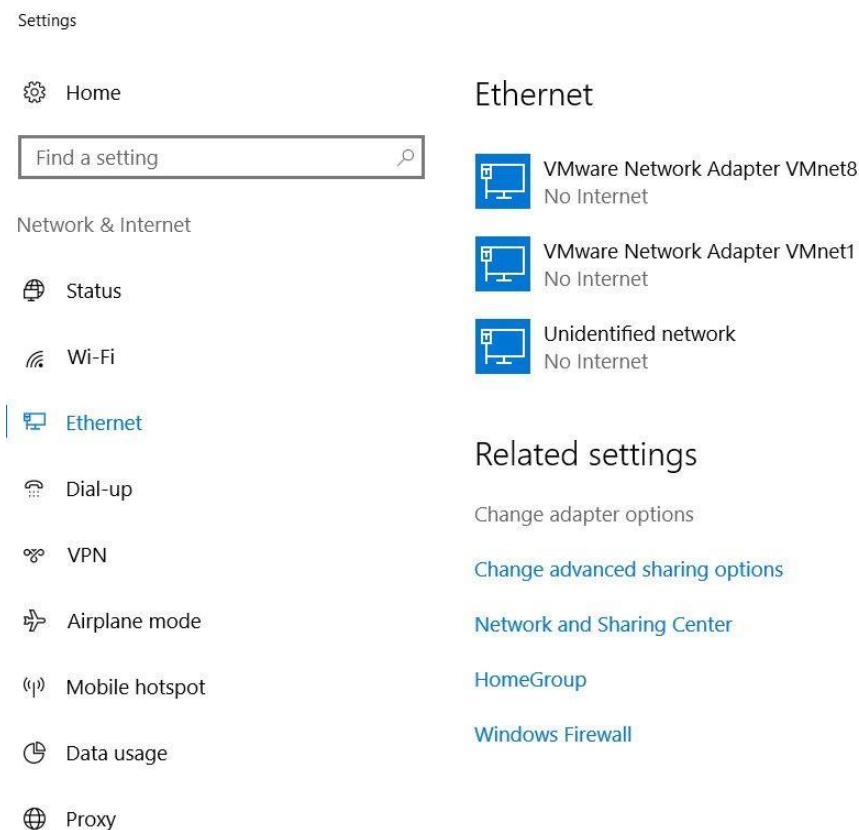 Settings
Home
Find a setting
Network & Internet
Status
Wi-Fi
Ethernet
Dial-up
VPN
Airplane mode
Mobile hotspot
Data usage
Proxy
Ethernet
VMware Network Adapter VMnet8
No Internet
VMware Network Adapter VMnet1
No Internet
Unidentified network
No Internet
Related settings
Change adapter options
Change advanced sharing options
Network and Sharing Center
HomeGroup
Windows Firewall